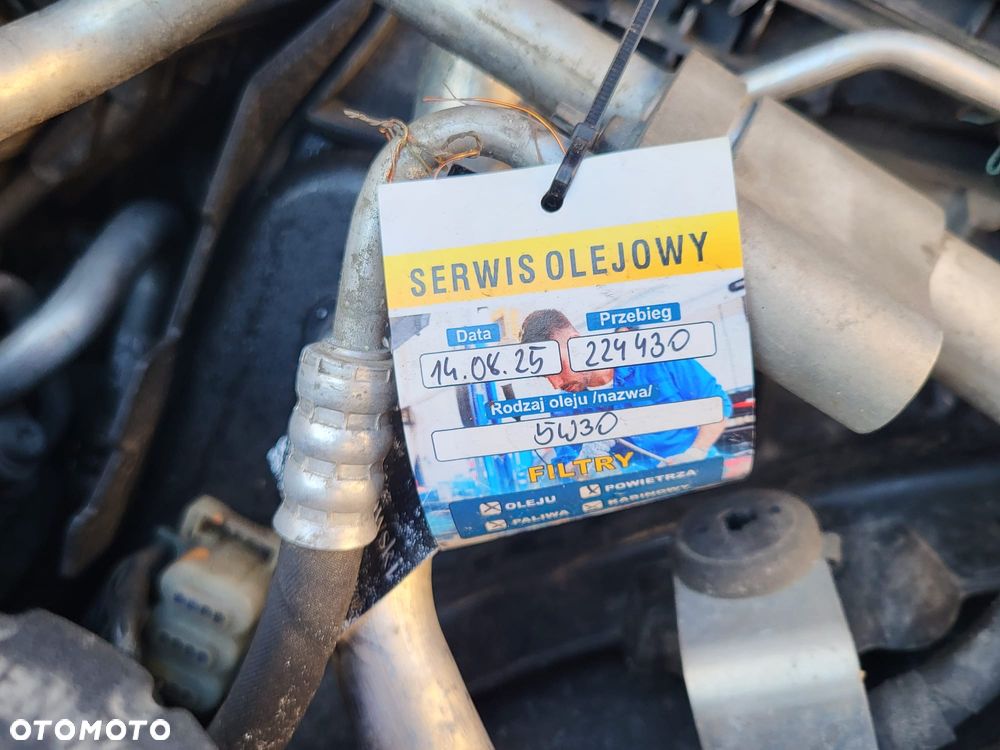 SERWIS OLEJOWY
Data Przebieg
14.08.25 224430
Rodzaj oleju /nazwa/
5W30
FILTRY
OLEJU POWIETRZA
PALIWA KABINOWY
OTOMOTO